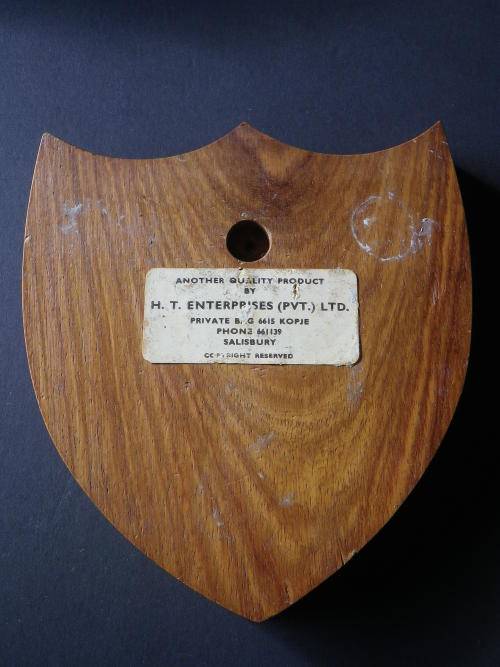 ANOTHER QUALITY PRODUCT
BY
H. T. ENTERPRISES (PVT.) LTD.
PRIVATE BAG 6615 KOPJE
PHONE 661139
SALISBURY
COPYRIGHT RESERVED